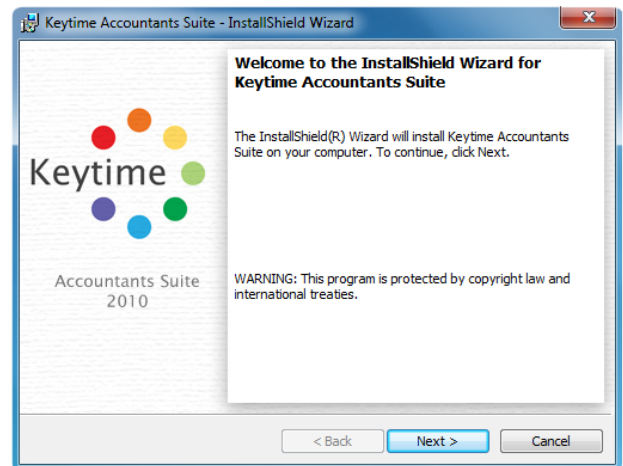 Keytime Accountants Suite - InstallShield Wizard
Welcome to the InstallShield Wizard for
Keytime Accountants Suite
The InstallShield(R) Wizard will install Keytime Accountants
Suite on your computer. To continue, click Next.
Keytime
Accountants Suite
2010
WARNING: This program is protected by copyright law and
international treaties.
< Back
Next >
Cancel